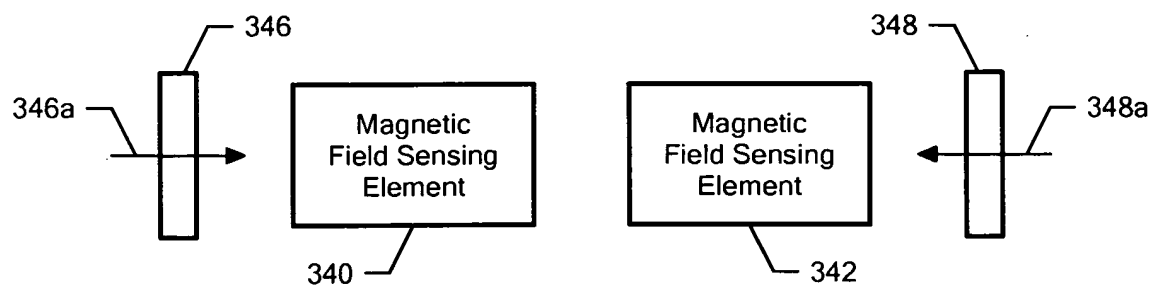 346
348
346a
348a
Magnetic
Field Sensing
Element
Magnetic
Field Sensing
Element
340
342